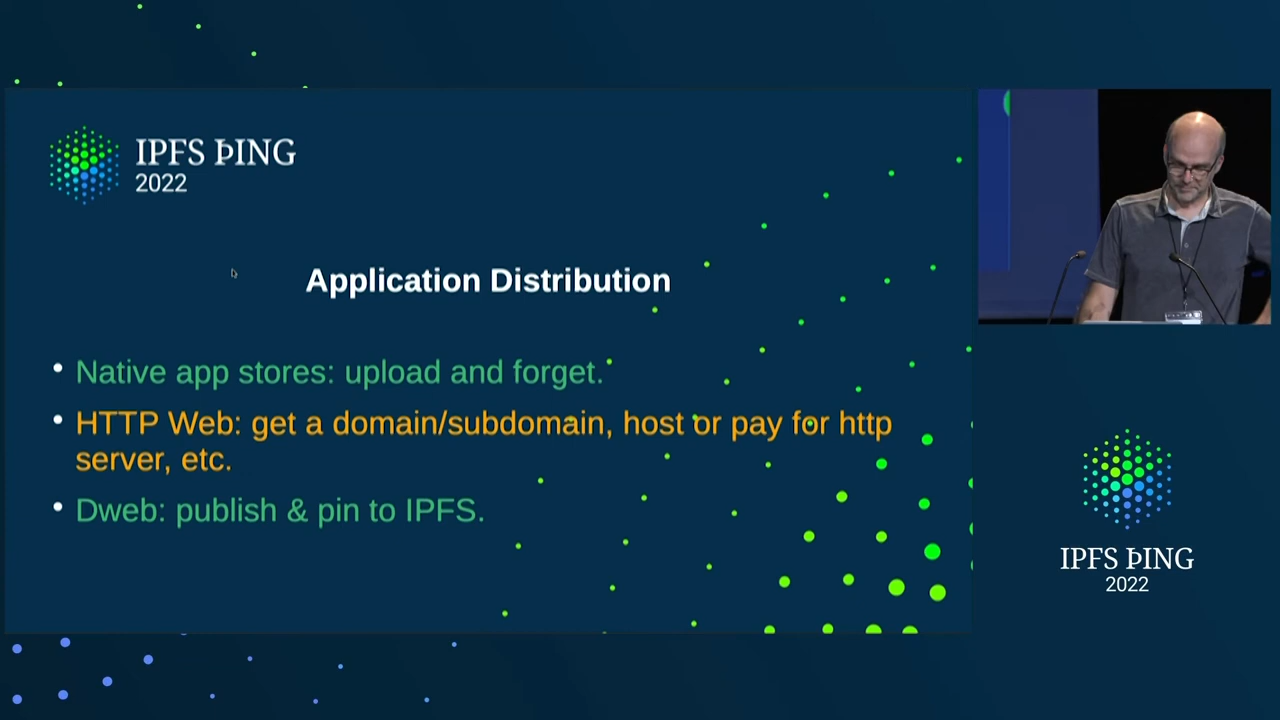 IPFS ÞING
2022
Application Distribution
Native app stores: upload and forget.
HTTP Web: get a domain/subdomain, host or pay for http
server, etc.
Dweb: publish & pin to IPFS.
IPFS ÞING
2022